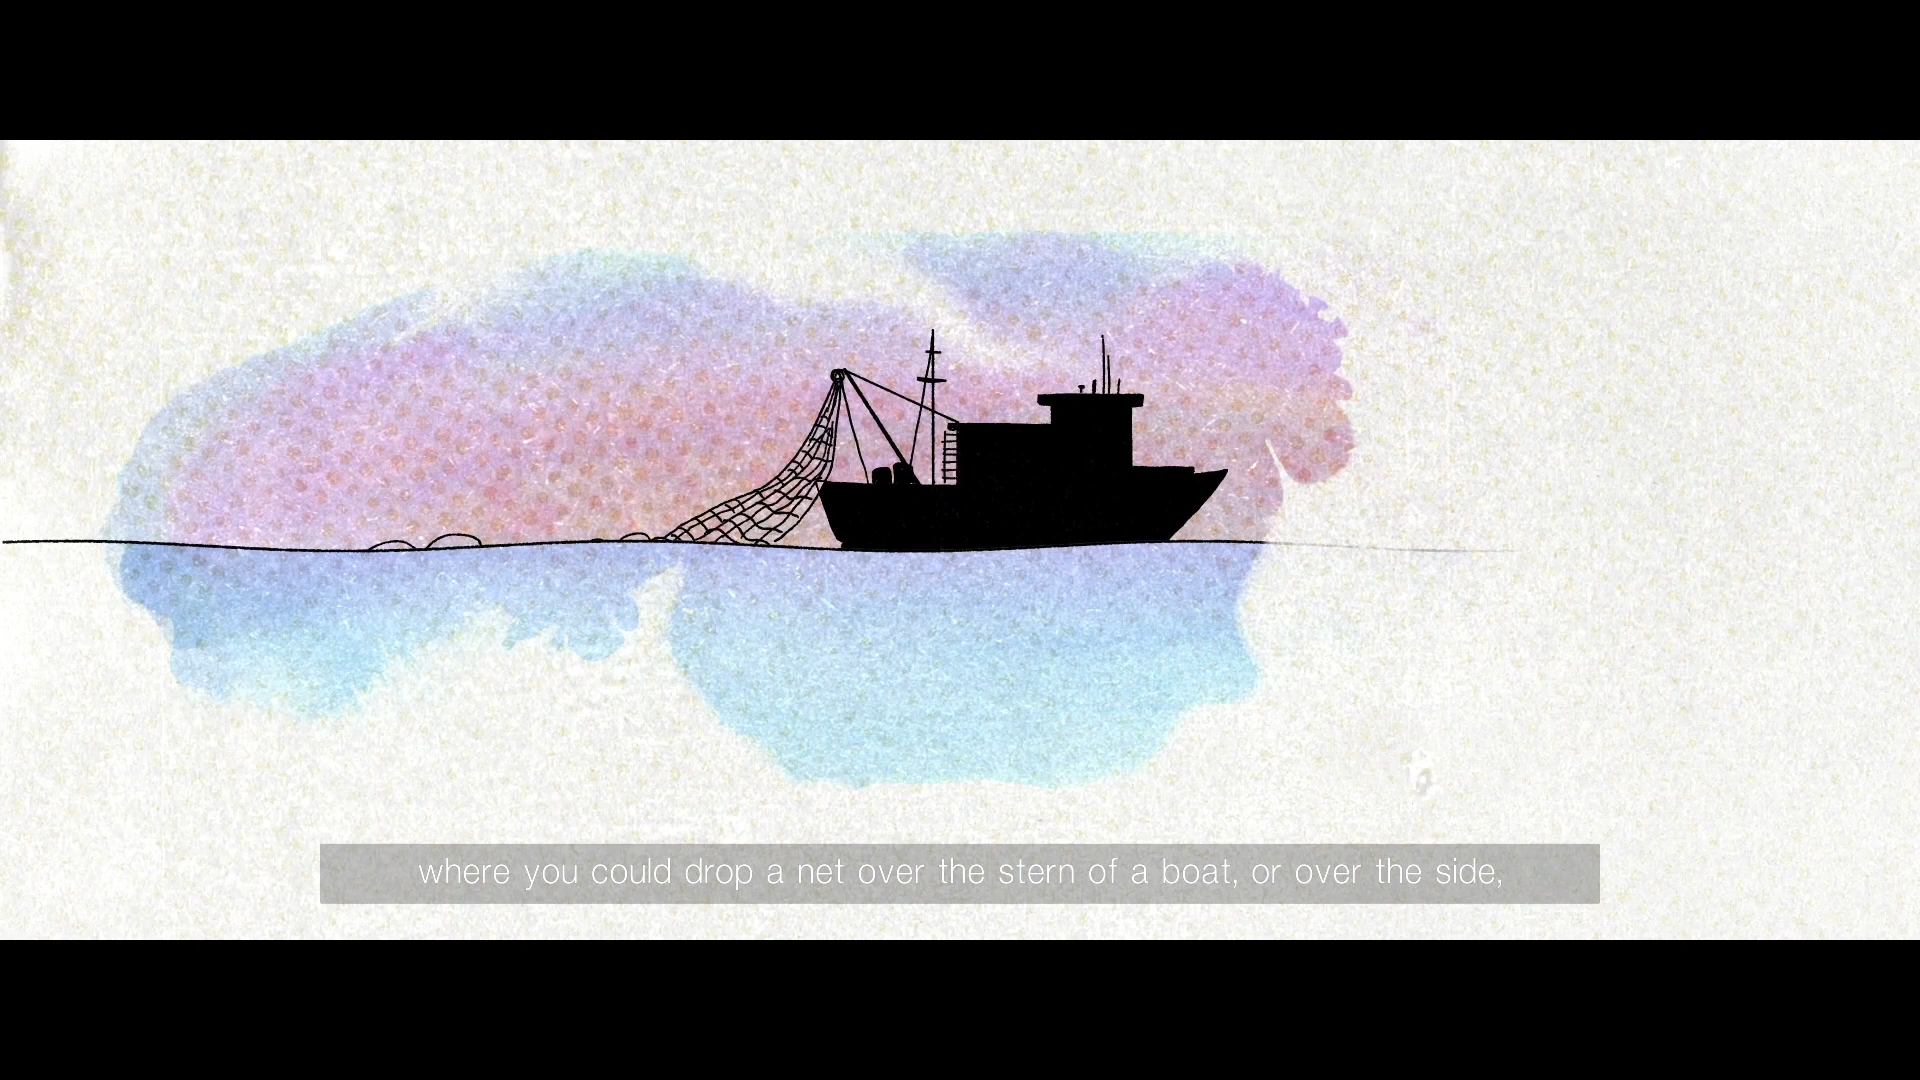 where you could drop a net over the stern of a boat, or over the side,